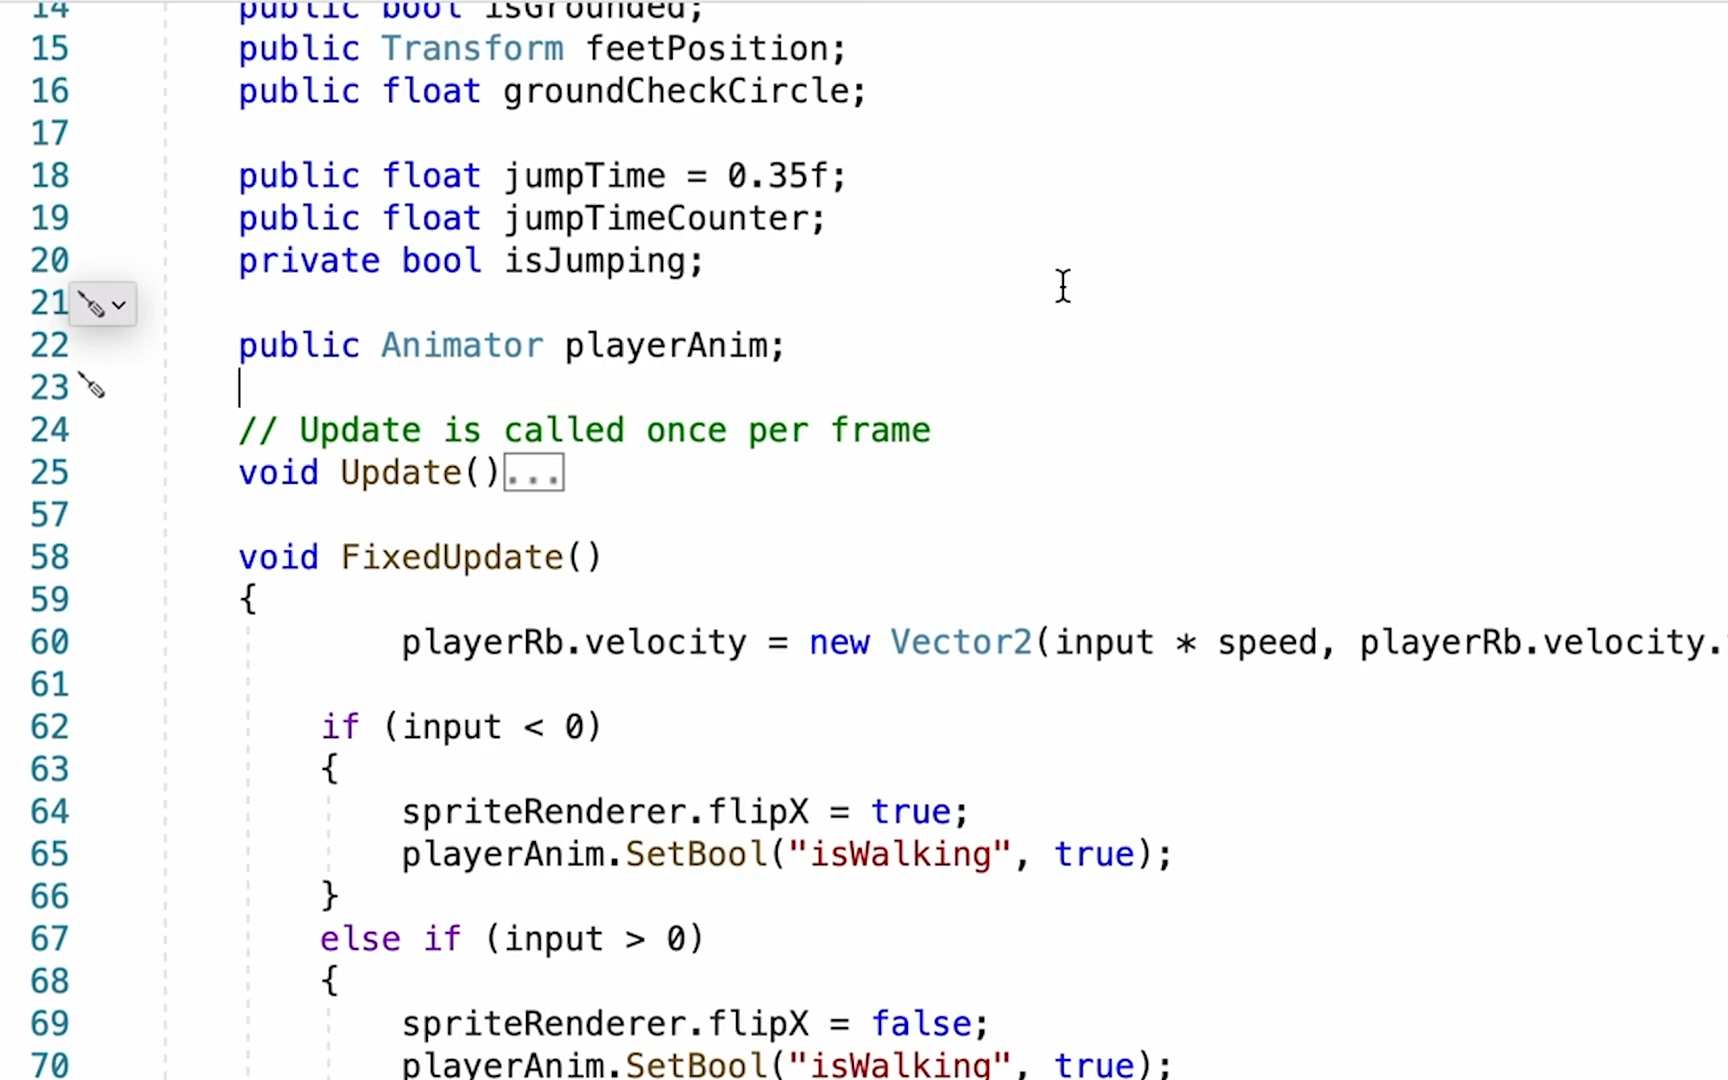 14 public bool isGrounded;
15 public Transform feetPosition;
16 public float groundCheckCircle;
17
18 public float jumpTime = 0.35f;
19 public float jumpTimeCounter;
20 private bool isJumping;
21
22 public Animator playerAnim;
23
24 // Update is called once per frame
25 void Update()...
57
58 void FixedUpdate()
59 {
60 playerRb.velocity = new Vector2(input * speed, playerRb.velocity.
61
62 if (input < 0)
63 {
64 spriteRenderer.flipX = true;
65 playerAnim.SetBool("isWalking", true);
66 }
67 else if (input > 0)
68 {
69 spriteRenderer.flipX = false;
70 playerAnim.SetBool("isWalking", true);